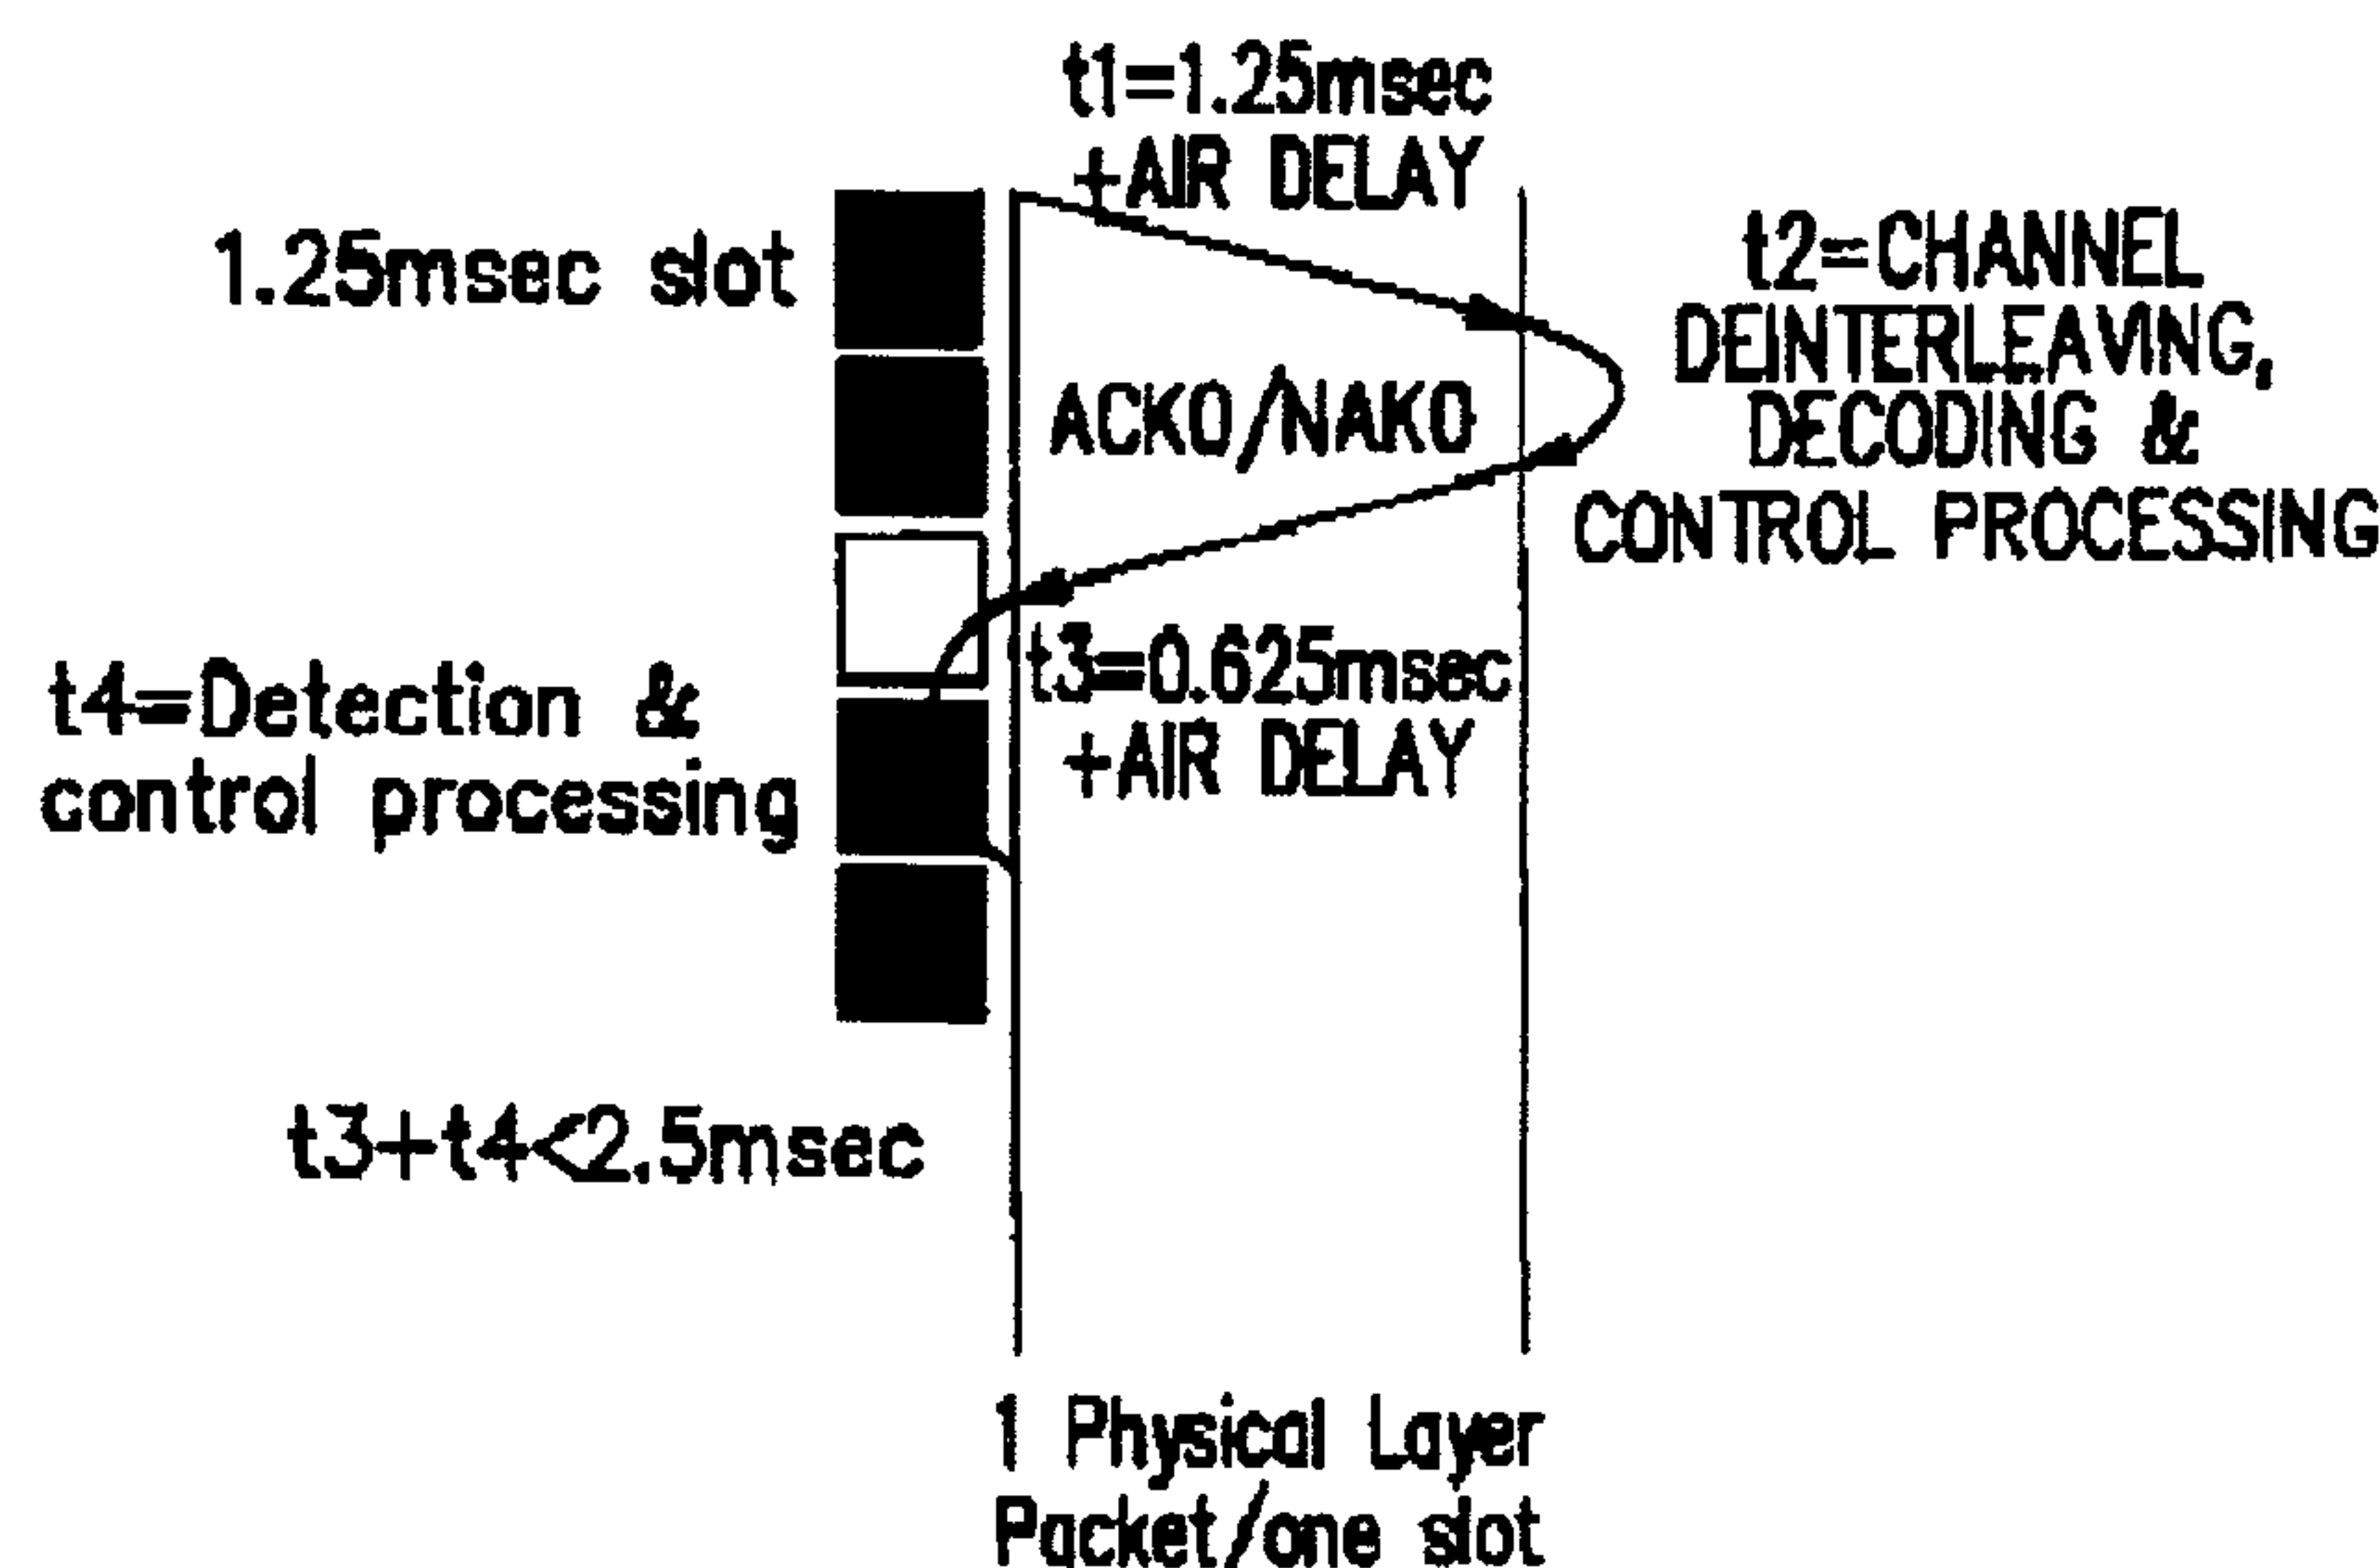 t1=1.25msec
+AIR DELAY
1.25msec slot
t2=CHANNEL
DEINTERLEAVING,
DECODING &
CONTROL PROCESSING
ACK0/NAK0
t3=0.625msec
+AIR DELAY
t4=Detection &
control processing
t3+t4<2.5msec
1 Physical Layer
Packet/one slot